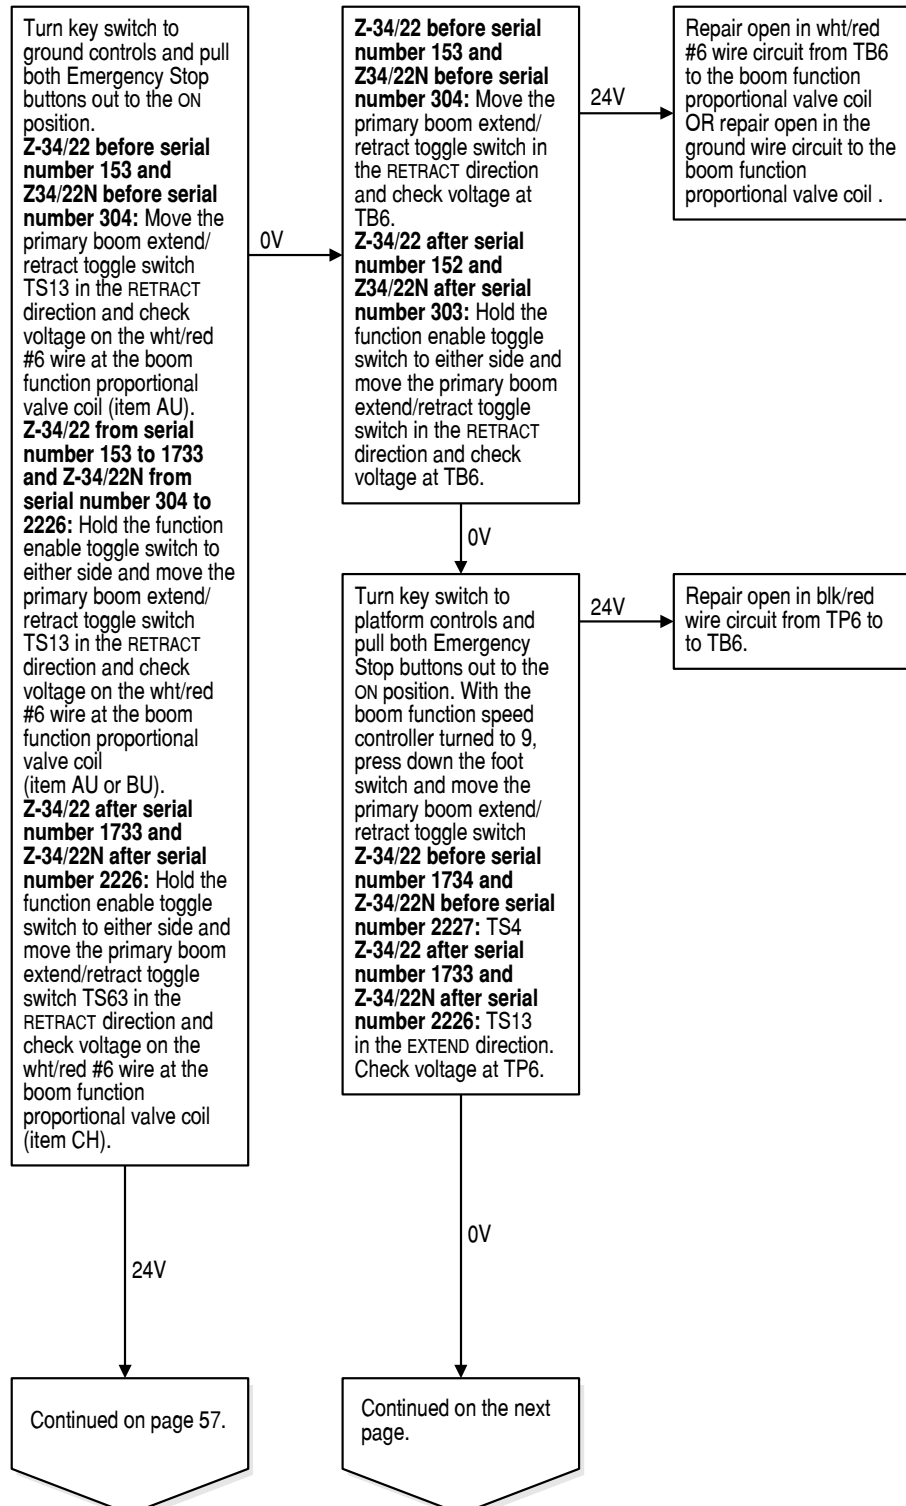 Turn key switch to
ground controls and pull
both Emergency Stop
buttons out to the ON
position.
Z-34/22 before serial
number 153 and
Z34/22N before serial
number 304: Move the
primary boom extend/
retract toggle switch
TS13 in the RETRACT
direction and check
voltage on the wht/red
#6 wire at the boom
function proportional
valve coil (item AU).
Z-34/22 from serial
number 153 to 1733
and Z-34/22N from
serial number 304 to
2226: Hold the function
enable toggle switch to
either side and move the
primary boom extend/
retract toggle switch
TS13 in the RETRACT
direction and check
voltage on the wht/red
#6 wire at the boom
function proportional
valve coil
(item AU or BU).
Z-34/22 after serial
number 1733 and
Z-34/22N after serial
number 2226: Hold the
function enable toggle
switch to either side and
move the primary boom
extend/retract toggle
switch TS63 in the
RETRACT direction and
check voltage on the
wht/red #6 wire at the
boom function
proportional valve coil
(item CH).
0V
Z-34/22 before serial
number 153 and
Z34/22N before serial
number 304: Move the
primary boom extend/
retract toggle switch in
the RETRACT direction
and check voltage at
TB6.
Z-34/22 after serial
number 152 and
Z34/22N after serial
number 303: Hold the
function enable toggle
switch to either side and
move the primary boom
extend/retract toggle
switch in the RETRACT
direction and check
voltage at TB6.
24V
Repair open in wht/red
#6 wire circuit from TB6
to the boom function
proportional valve coil
OR repair open in the
ground wire circuit to the
boom function
proportional valve coil .
0V
Turn key switch to
platform controls and
pull both Emergency
Stop buttons out to the
ON position. With the
boom function speed
controller turned to 9,
press down the foot
switch and move the
primary boom extend/
retract toggle switch
Z-34/22 before serial
number 1734 and
Z-34/22N before serial
number 2227: TS4
Z-34/22 after serial
number 1733 and
Z-34/22N after serial
number 2226: TS13
in the EXTEND direction.
Check voltage at TP6.
24V
Repair open in blk/red
wire circuit from TP6 to
to TB6.
24V
0V
Continued on page 57.
Continued on the next
page.